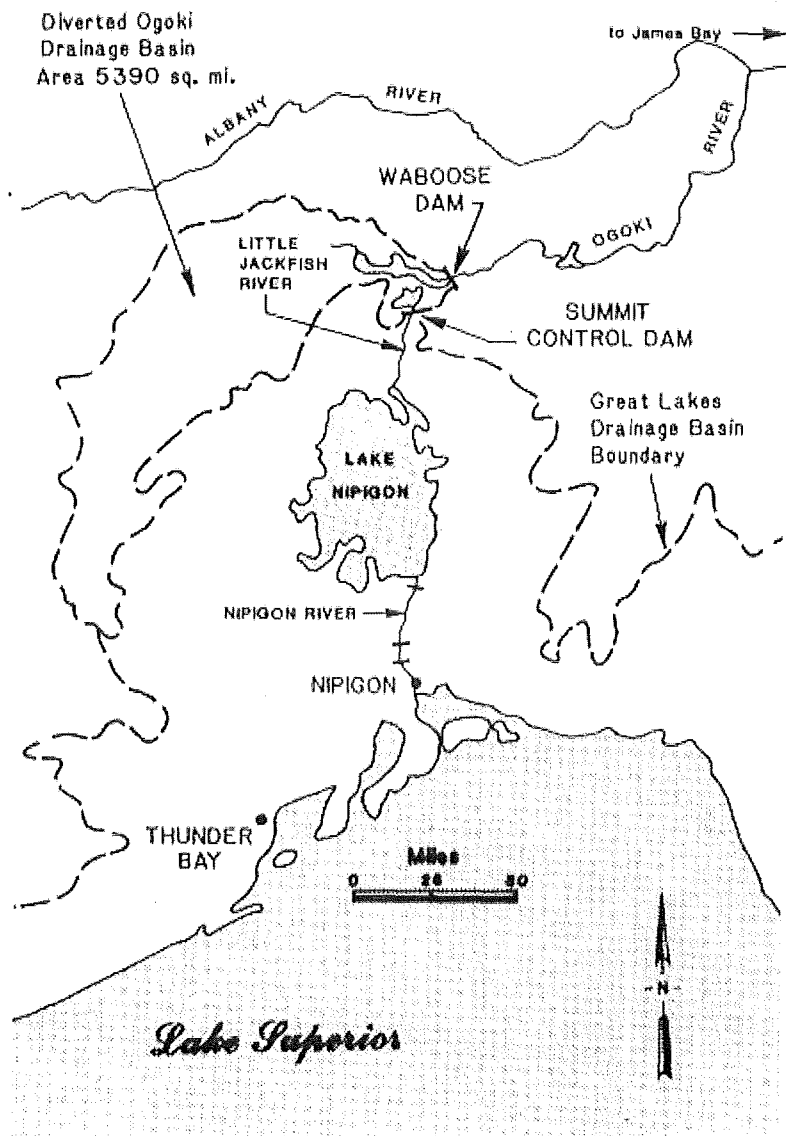 Diverted Ogoki
Drainage Basin
Area 5390 sq. mi.
to James Bay
ALBANY RIVER
RIVER
WABOOSE
DAM
OGOKI
LITTLE
JACKFISH
RIVER
SUMMIT
CONTROL DAM
Great Lakes
Drainage Basin
Boundary
LAKE
NIPIGON
NIPIGON RIVER
NIPIGON
THUNDER
BAY
Miles
0 25 50
N
Lake Superior